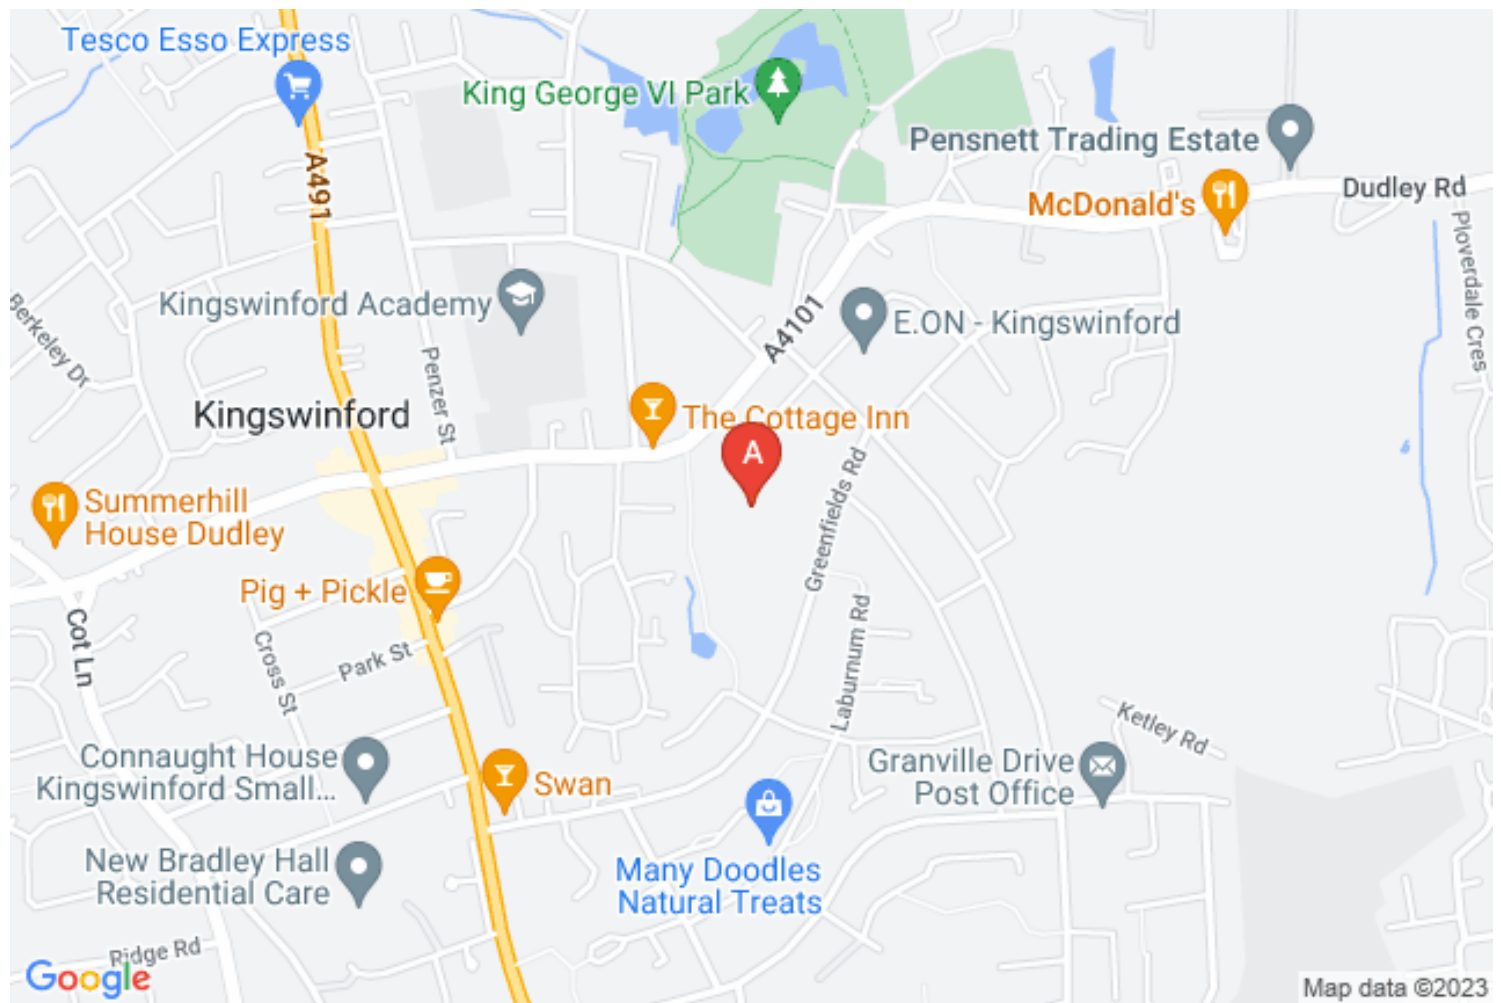 Tesco Esso Express
King George VI Park
Pensnett Trading Estate
A491
McDonald's
Dudley Rd
Ploverdale Cres
Kingswinford Academy
Berkeley Dr
A4101
E.ON - Kingswinford
Penzer St
Kingswinford
The Cottage Inn
A
Greenfields Rd
Summerhill
House Dudley
Pig + Pickle
Cot Ln
Cross St
Park St
Laburnum Rd
Ketley Rd
Connaught House
Kingswinford Small...
Swan
Granville Drive
Post Office
New Bradley Hall
Residential Care
Many Doodles
Natural Treats
Ridge Rd
Google
Map data ©2023